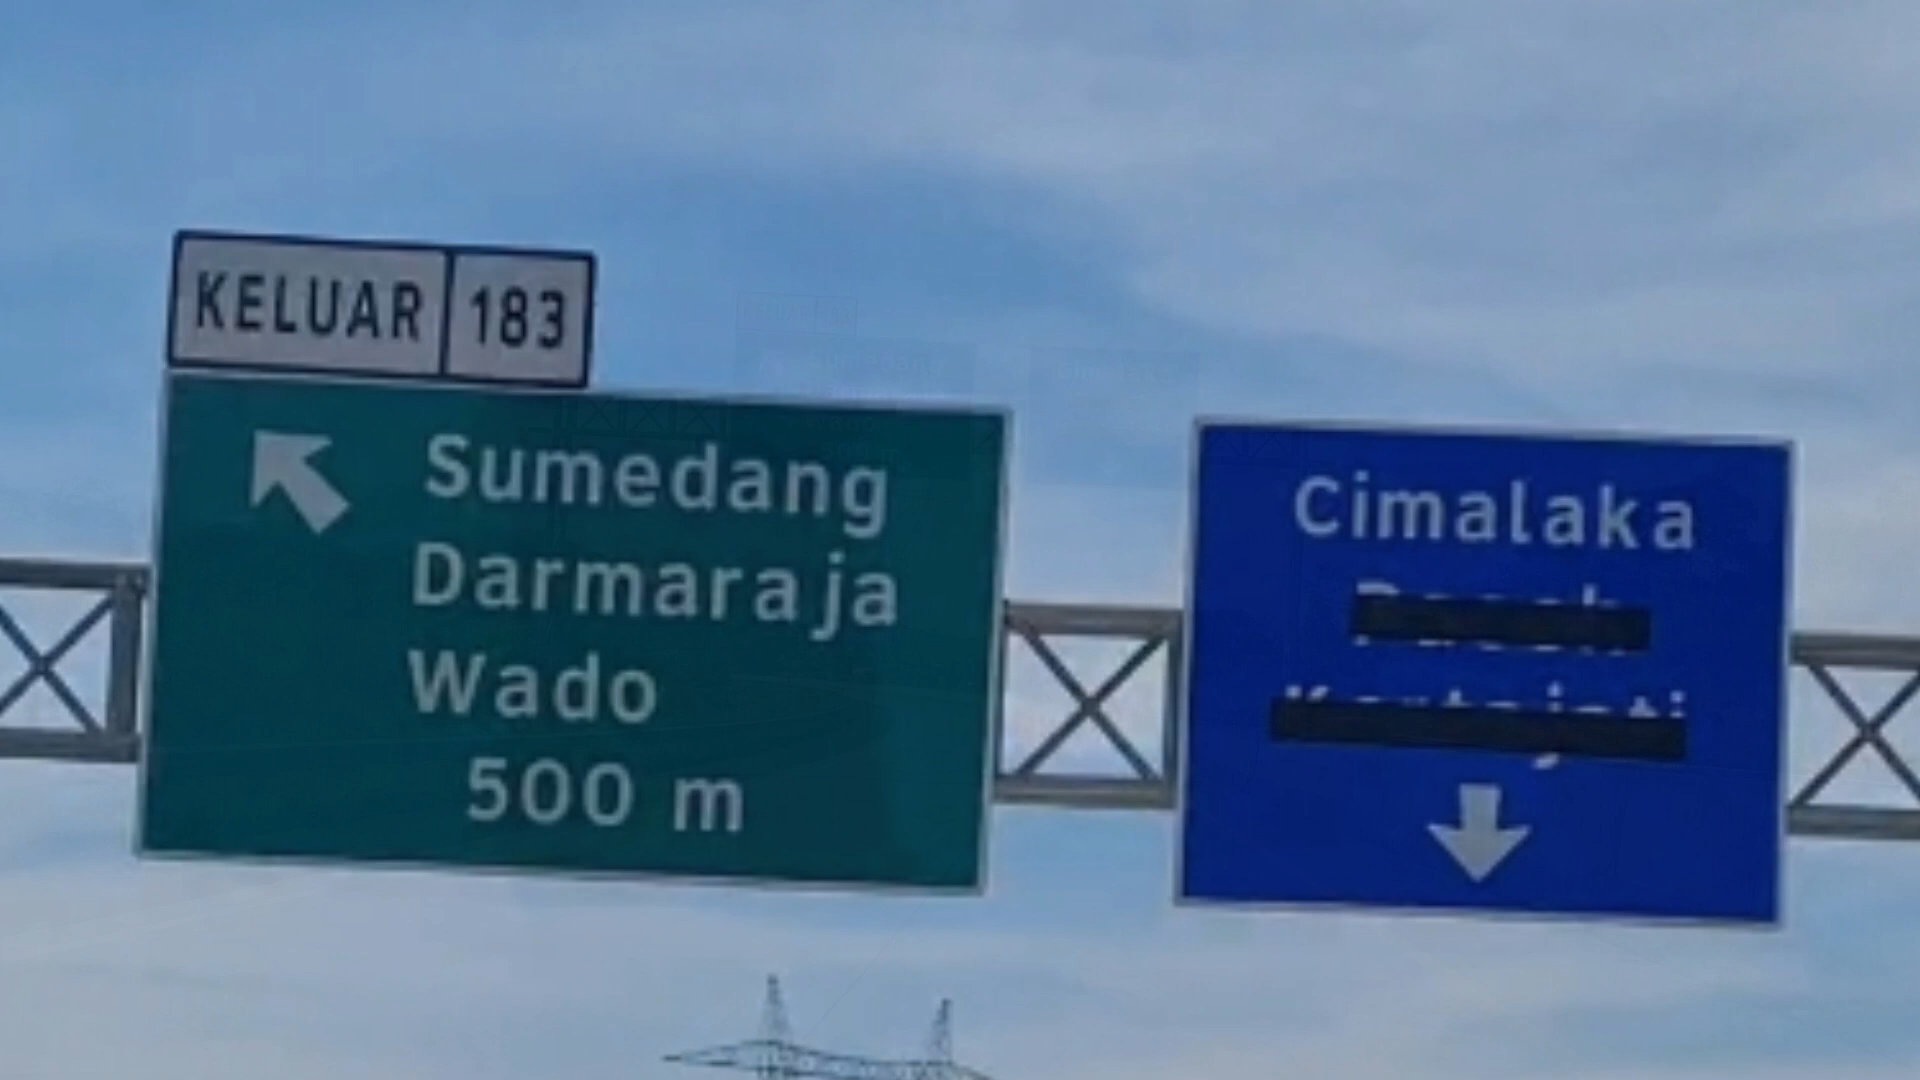 KELUAR 183
Sumedang
Darmaraja
Wado
500 m
Cimalaka